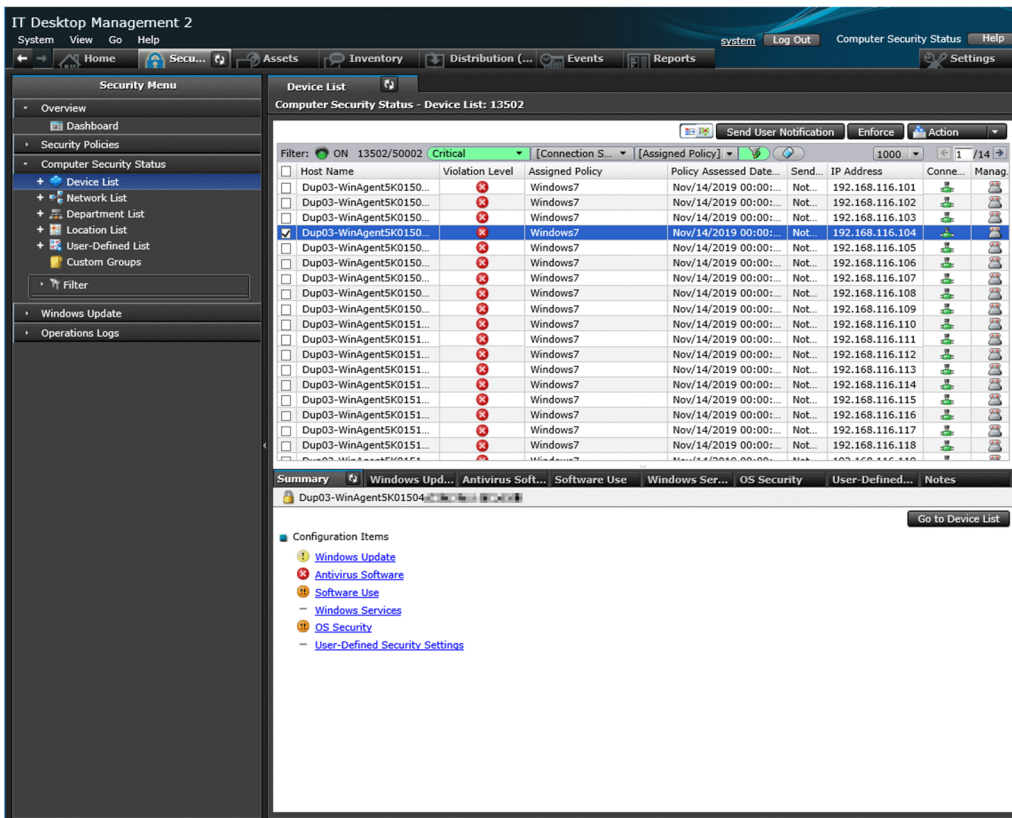 IT Desktop Management 2
System View Go Help
system Log Out Computer Security Status Help
Home Secu... Assets Inventory Distribution (... Events Reports Settings
Security Menu
Overview
Dashboard
Security Policies
Computer Security Status
Device List
Network List
Department List
Location List
User-Defined List
Custom Groups
Filter
Windows Update
Operations Logs
Device List
Computer Security Status - Device List: 13502
Send User Notification Enforce Action
Filter: ON 13502/50002 Critical [Connection S... [Assigned Policy] 1000 1 /14
Host Name Violation Level Assigned Policy Policy Assessed Date... Send... IP Address Conne... Manag.
Dup03-WinAgent5K0150... Windows7 Nov/14/2019 00:00:... Not... 192.168.116.101
Dup03-WinAgent5K0150... Windows7 Nov/14/2019 00:00:... Not... 192.168.116.102
Dup03-WinAgent5K0150... Windows7 Nov/14/2019 00:00:... Not... 192.168.116.103
Dup03-WinAgent5K0150... Windows7 Nov/14/2019 00:00:... Not... 192.168.116.104
Dup03-WinAgent5K0150... Windows7 Nov/14/2019 00:00:... Not... 192.168.116.105
Dup03-WinAgent5K0150... Windows7 Nov/14/2019 00:00:... Not... 192.168.116.106
Dup03-WinAgent5K0150... Windows7 Nov/14/2019 00:00:... Not... 192.168.116.107
Dup03-WinAgent5K0150... Windows7 Nov/14/2019 00:00:... Not... 192.168.116.108
Dup03-WinAgent5K0150... Windows7 Nov/14/2019 00:00:... Not... 192.168.116.109
Dup03-WinAgent5K0151... Windows7 Nov/14/2019 00:00:... Not... 192.168.116.110
Dup03-WinAgent5K0151... Windows7 Nov/14/2019 00:00:... Not... 192.168.116.111
Dup03-WinAgent5K0151... Windows7 Nov/14/2019 00:00:... Not... 192.168.116.112
Dup03-WinAgent5K0151... Windows7 Nov/14/2019 00:00:... Not... 192.168.116.113
Dup03-WinAgent5K0151... Windows7 Nov/14/2019 00:00:... Not... 192.168.116.114
Dup03-WinAgent5K0151... Windows7 Nov/14/2019 00:00:... Not... 192.168.116.115
Dup03-WinAgent5K0151... Windows7 Nov/14/2019 00:00:... Not... 192.168.116.116
Dup03-WinAgent5K0151... Windows7 Nov/14/2019 00:00:... Not... 192.168.116.117
Dup03-WinAgent5K0151... Windows7 Nov/14/2019 00:00:... Not... 192.168.116.118
Summary Windows Upd... Antivirus Soft... Software Use Windows Ser... OS Security User-Defined... Notes
Dup03-WinAgent5K01504
Go to Device List
Configuration Items
Windows Update
Antivirus Software
Software Use
Windows Services
OS Security
User-Defined Security Settings